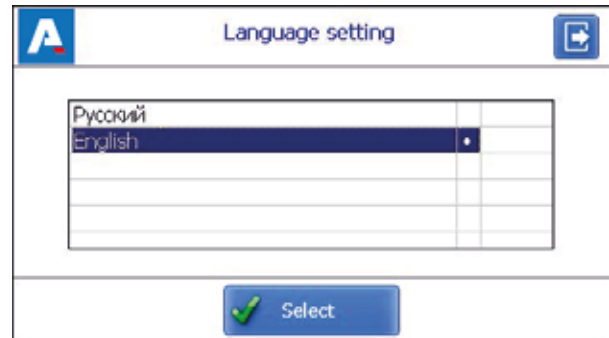 A
Language setting
Русский
English
Select